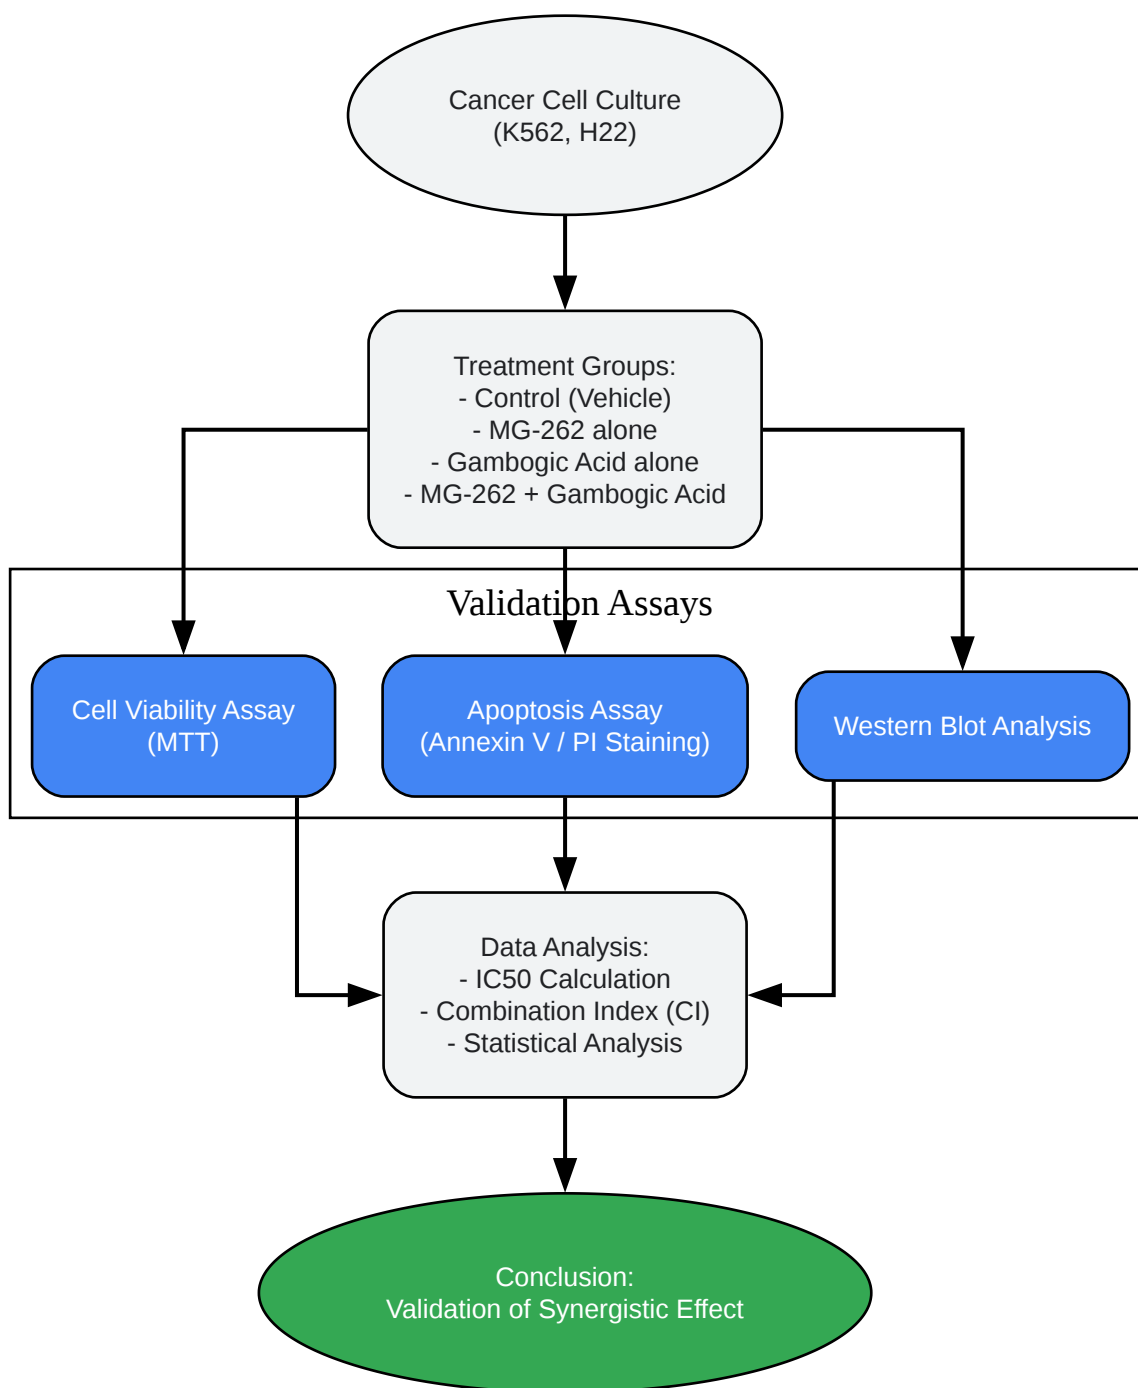 Cancer Cell Culture
(K562, H22)
Treatment Groups:
- Control (Vehicle)
- MG-262 alone
- Gambogic Acid alone
- MG-262 + Gambogic Acid
Validation Assays
Cell Viability Assay
(MTT)
Apoptosis Assay
(Annexin V / PI Staining)
Western Blot Analysis
Data Analysis:
- IC50 Calculation
- Combination Index (CI)
- Statistical Analysis
Conclusion:
Validation of Synergistic Effect